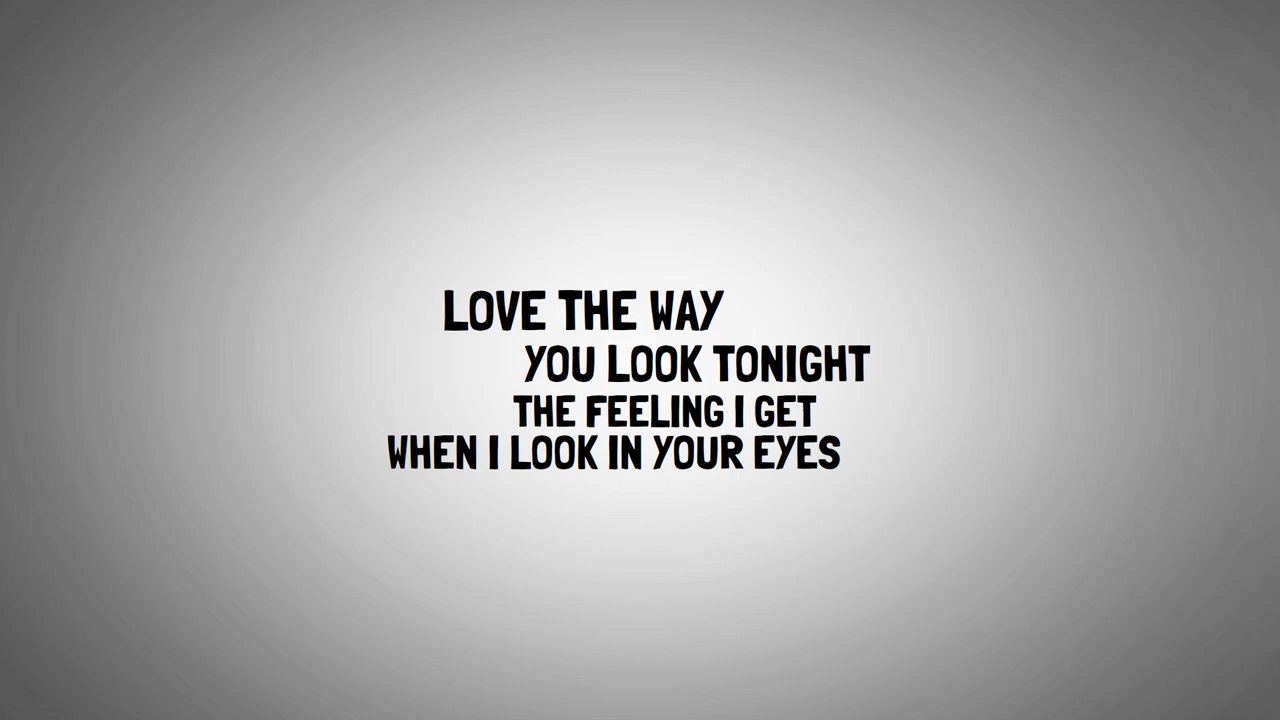 LOVE THE WAY
YOU LOOK TONIGHT
THE FEELING I GET
WHEN I LOOK IN YOUR EYES